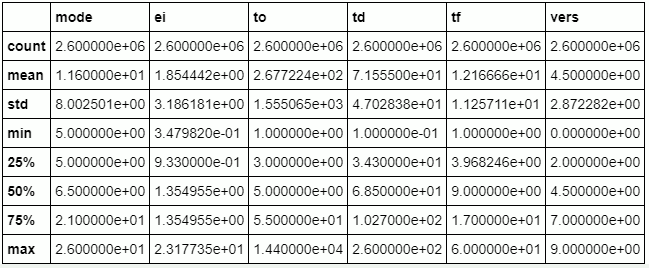 mode ei to td tf vers
count 2.600000e+06 2.600000e+06 2.600000e+06 2.600000e+06 2.600000e+06 2.600000e+06
mean 1.160000e+01 1.854442e+00 2.677224e+02 7.155500e+01 1.216666e+01 4.500000e+00
std 8.002501e+00 3.186181e+00 1.555065e+03 4.702838e+01 1.125711e+01 2.872282e+00
min 5.000000e+00 3.479820e-01 1.000000e+00 1.000000e-01 1.000000e+00 0.000000e+00
25% 5.000000e+00 9.330000e-01 3.000000e+00 3.430000e+01 3.968246e+00 2.000000e+00
50% 6.500000e+00 1.354955e+00 5.000000e+00 6.850000e+01 9.000000e+00 4.500000e+00
75% 2.100000e+01 1.354955e+00 5.500000e+01 1.027000e+02 1.700000e+01 7.000000e+00
max 2.600000e+01 2.317735e+01 1.440000e+04 2.600000e+02 6.000000e+01 9.000000e+00